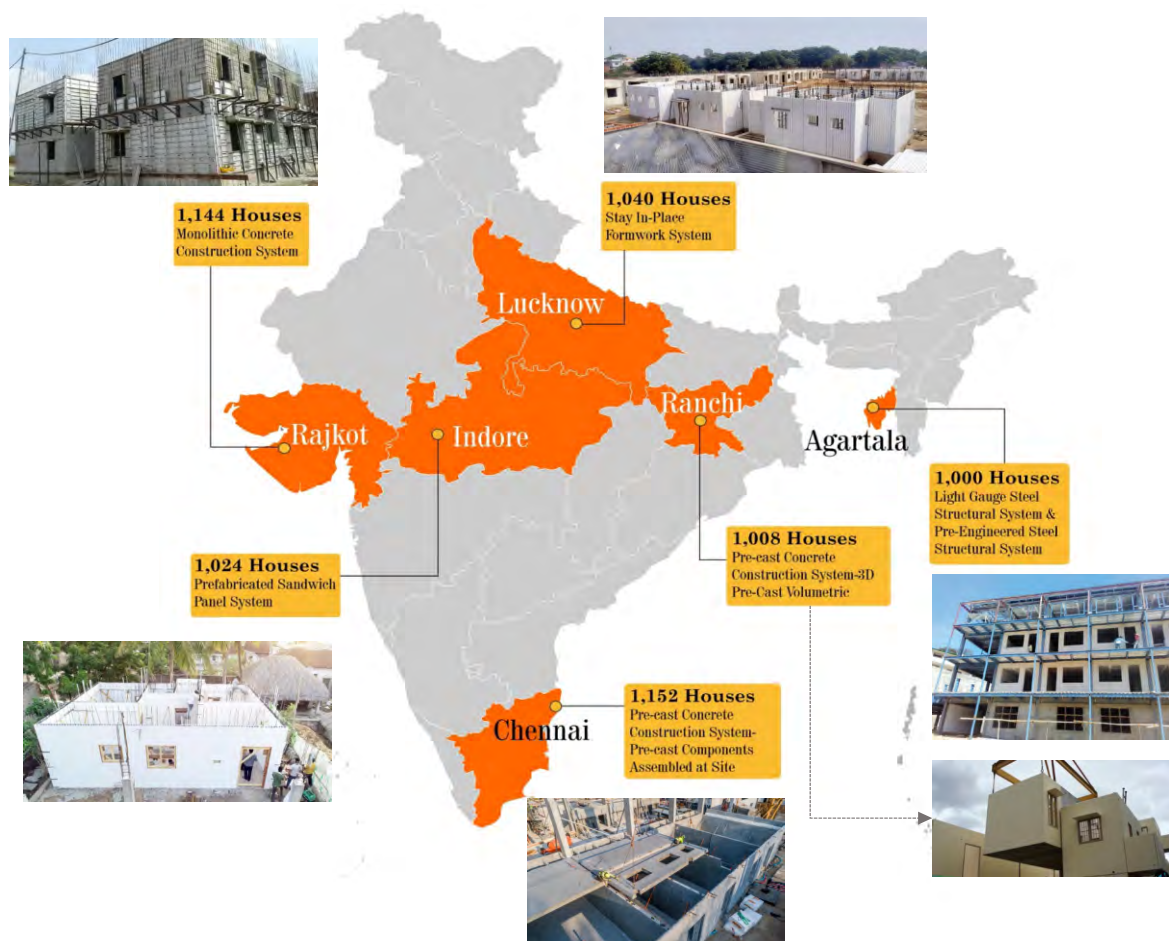 1,144 Houses
Monolithic Concrete
Construction System
1,040 Houses
Stay In-Place
Formwork System
Lucknow
Rajkot
Indore
Ranchi
Agartala
1,000 Houses
Light Gauge Steel
Structural System &
Pre-Engineered Steel
Structural System
1,024 Houses
Prefabricated Sandwich
Panel System
1,008 Houses
Pre-cast Concrete
Construction System-3D
Pre-Cast Volumetric
Chennai
1,152 Houses
Pre-cast Concrete
Construction System-
Pre-cast Components
Assembled at Site